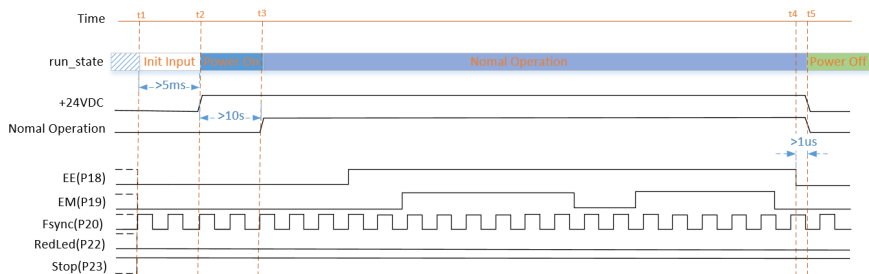 t1 t2 t3 t4 t5
Time
run_state Init Input Power On Nomal Operation Power Off
>5ms
+24VDC
>10s
Nomal Operation
>1us
EE(P18)
EM(P19)
Fsync(P20)
RedLed(P22)
Stop(P23)